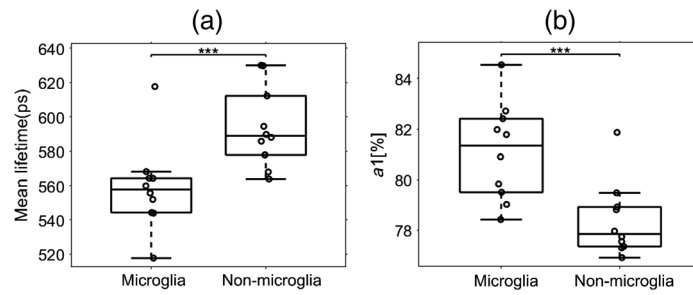 (a)
(b)
Mean lifetime(ps)
640
620
600
580
560
540
520
***
Microglia
Non-microglia
a1[%]
84
82
80
78
***
Microglia
Non-microglia